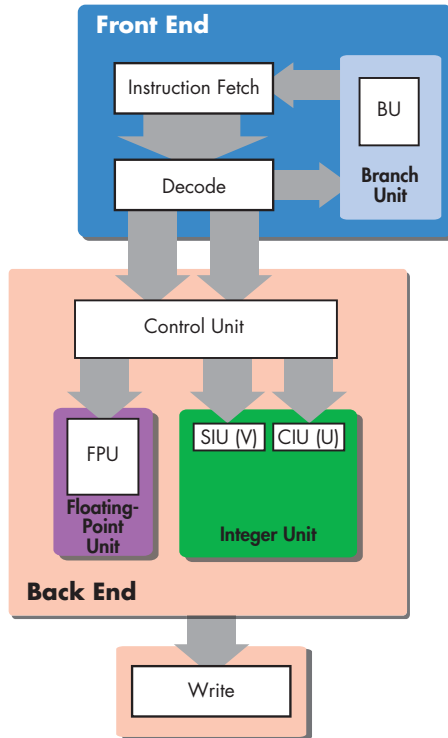 Front End
Instruction Fetch
BU
Decode
Branch
Unit
Control Unit
FPU
Floating-
Point
Unit
SIU (V)
CIU (U)
Integer Unit
Back End
Write